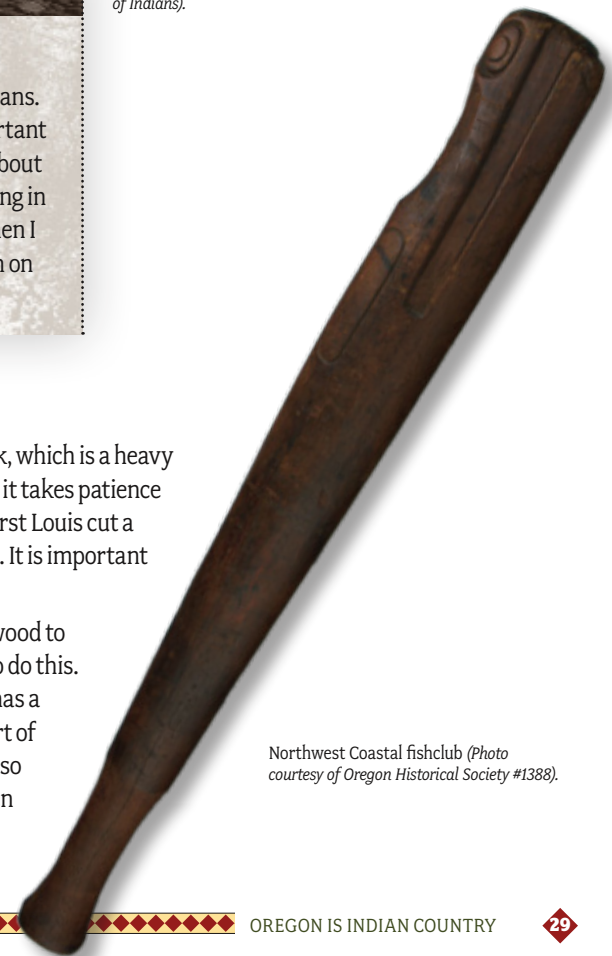 of Indians).
ans.
rtant
bout
ng in
en I
n on
k, which is a heavy
it takes patience
rst Louis cut a
. It is important
wood to
o do this.
has a
rt of
so
n
Northwest Coastal fishclub (Photo
courtesy of Oregon Historical Society #1388).
OREGON IS INDIAN COUNTRY 29